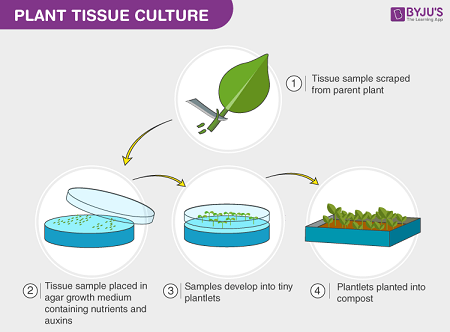 PLANT TISSUE CULTURE
BYJU'S
The Learning App
1 Tissue sample scraped
from parent plant
2 Tissue sample placed in
agar growth medium
containing nutrients and
auxins
3 Samples develop into tiny
plantlets
4 Plantlets planted into
compost